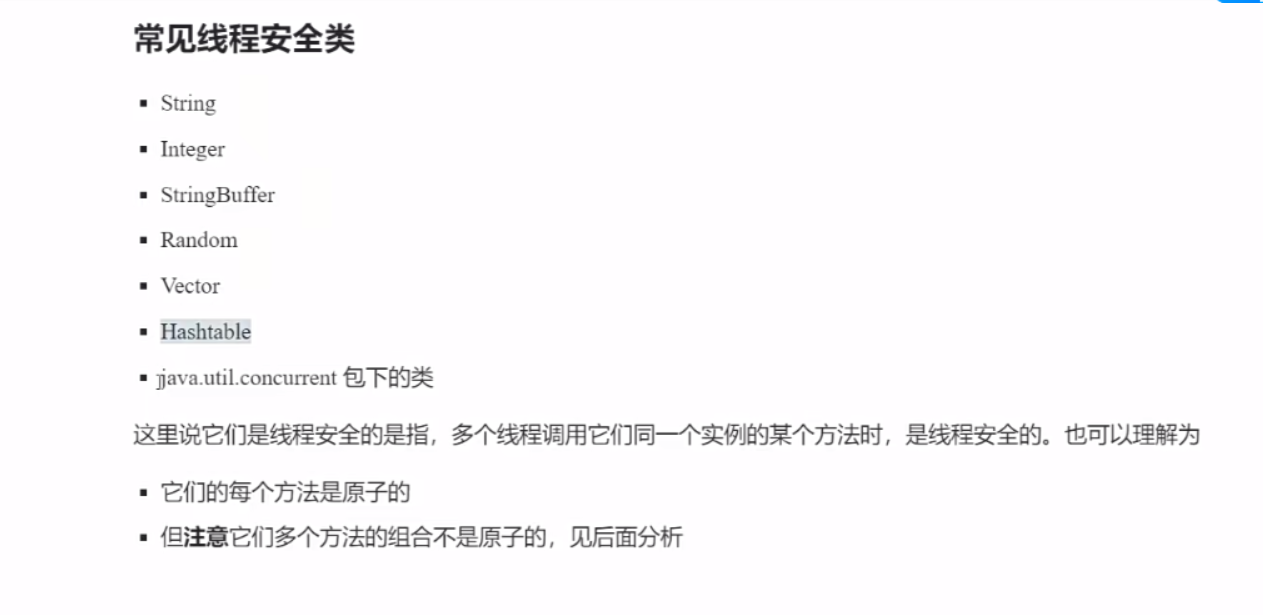 常见线程安全类
▪ String
▪ Integer
▪ StringBuffer
▪ Random
▪ Vector
▪ Hashtable
▪ jjava.util.concurrent 包下的类
这里说它们是线程安全的是指，多个线程调用它们同一个实例的某个方法时，是线程安全的。也可以理解为
▪ 它们的每个方法是原子的
▪ 但注意它们多个方法的组合不是原子的，见后面分析